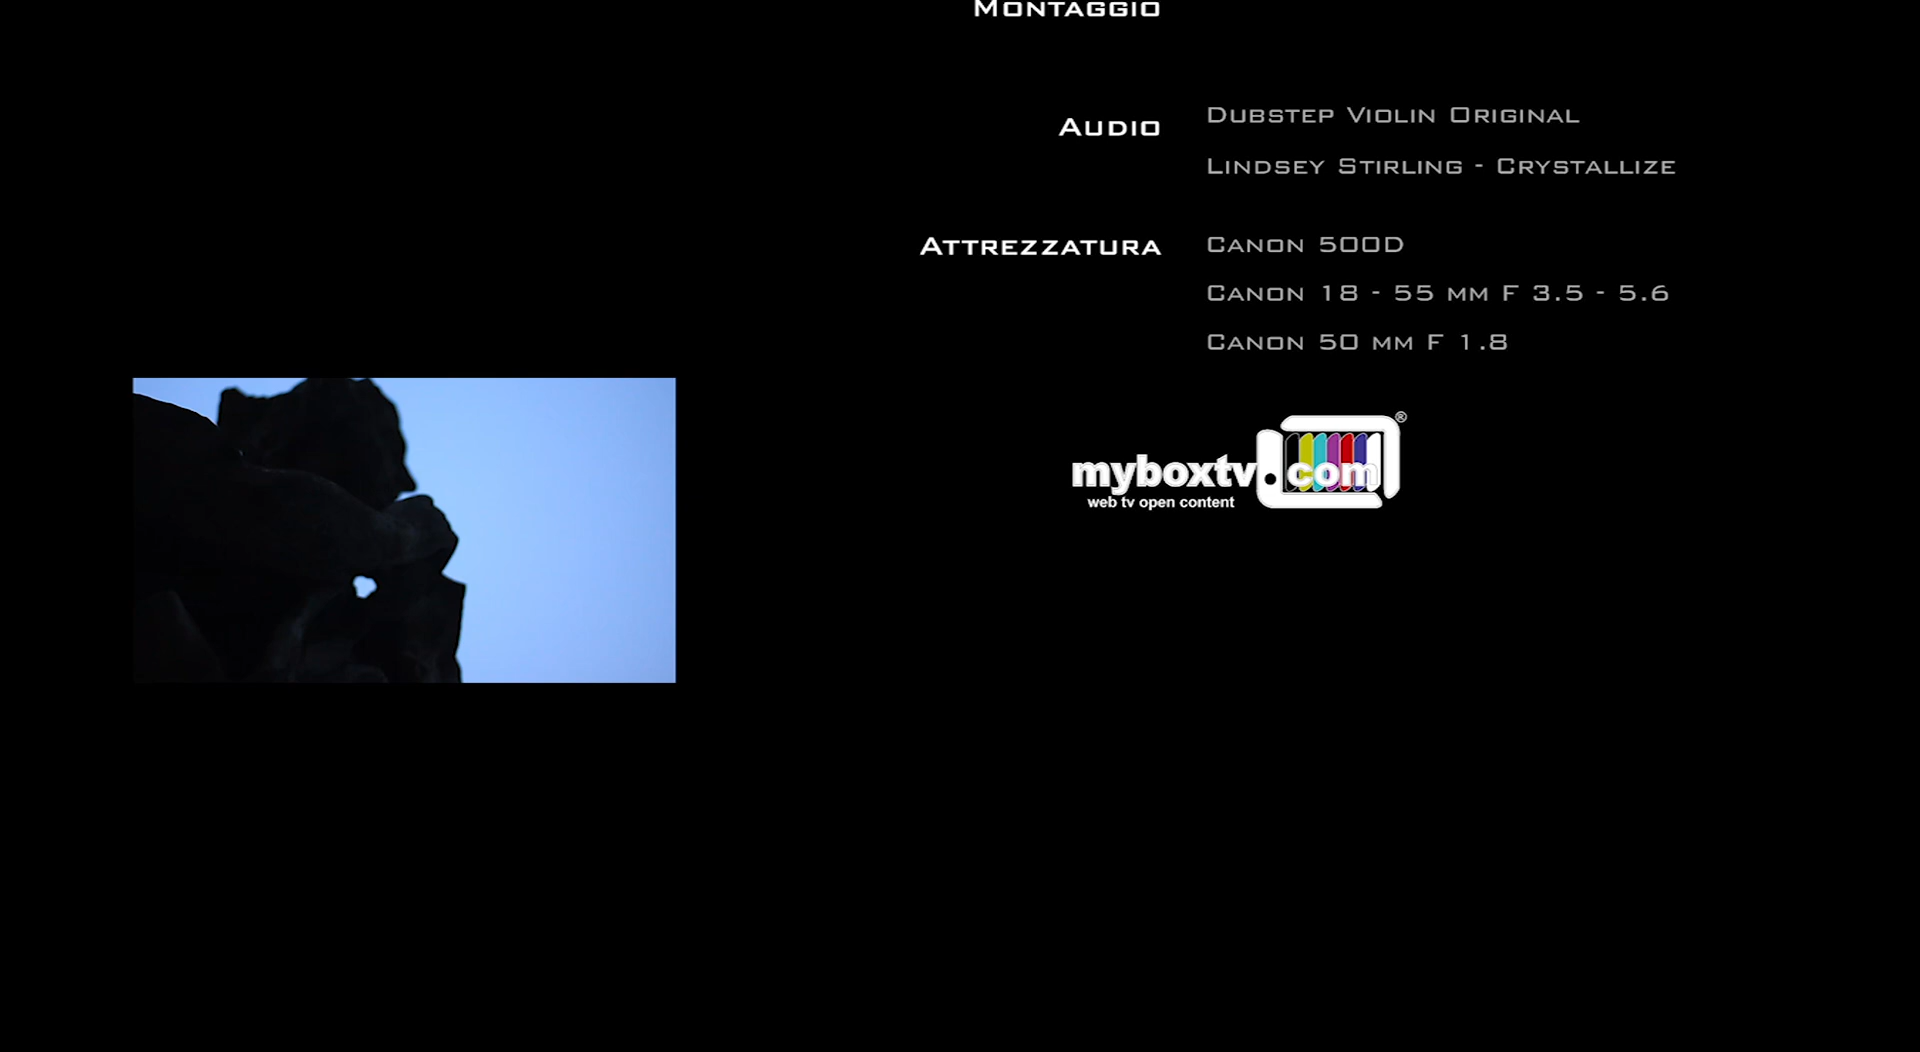 MONTAGGIO
AUDIO
DUBSTEP VIOLIN ORIGINAL
LINDSEY STIRLING - CRYSTALLIZE
ATTREZZATURA
CANON 500D
CANON 18 - 55 MM F 3.5 - 5.6
CANON 50 MM F 1.8
myboxtv.com®
web tv open content